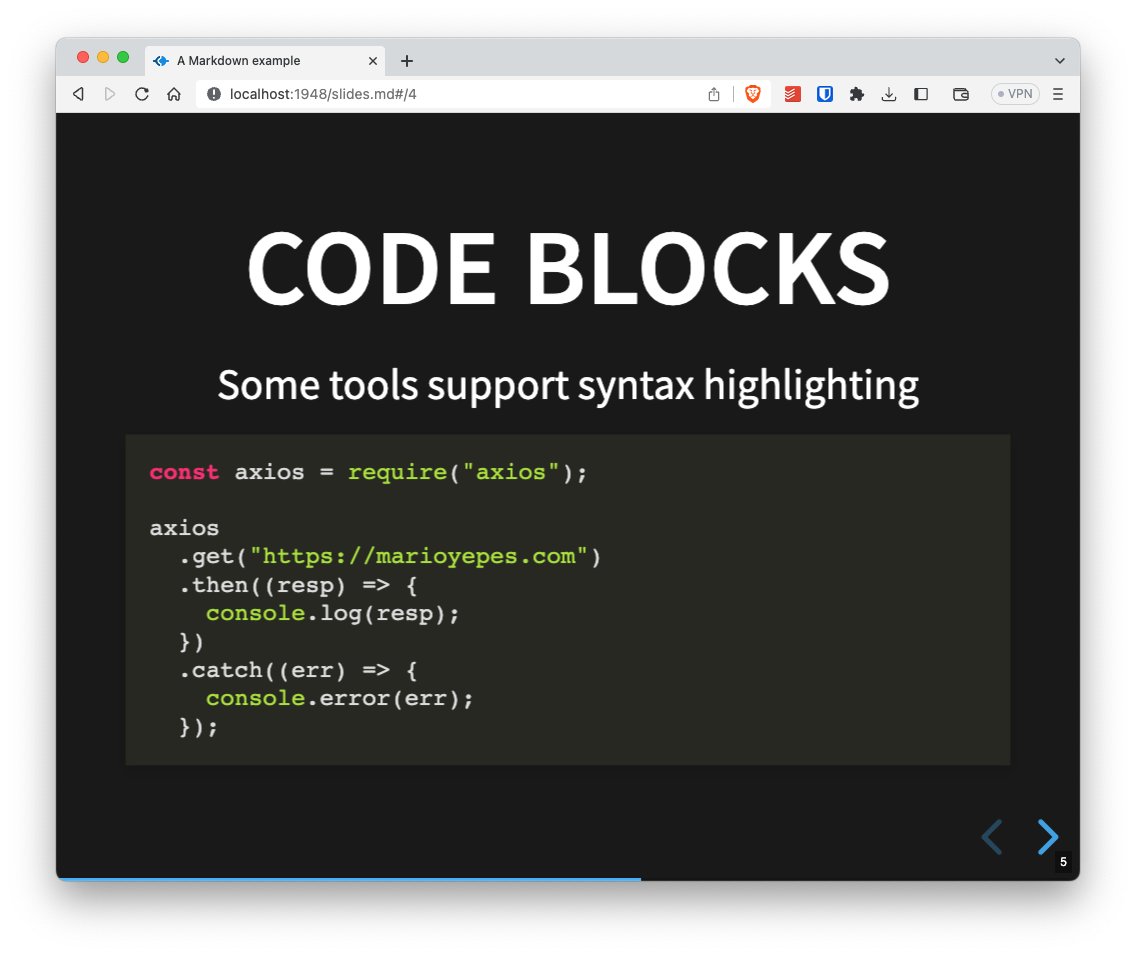 A Markdown example
localhost:1948/slides.md#/4
VPN
CODE BLOCKS
Some tools support syntax highlighting
const axios = require("axios");
axios
  .get("https://marioyepes.com")
  .then((resp) => {
    console.log(resp);
  })
  .catch((err) => {
    console.error(err);
  });
5